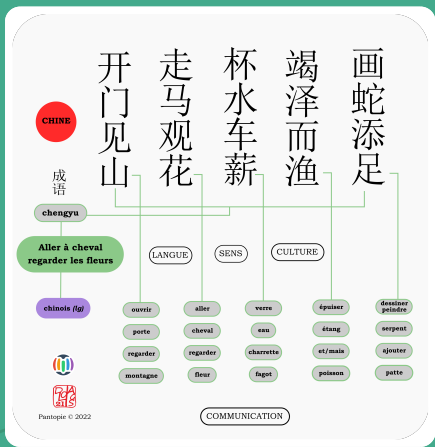 开门见山
走马观花
杯水车薪
竭泽而渔
画蛇添足
CHINE
成语
chengyu
Aller à cheval
regarder les fleurs
LANGUE
SENS
CULTURE
chinois (lg)
ouvrir
porte
regarder
montagne
aller
cheval
regarder
fleur
verre
eau
charrette
fagot
épuiser
étang
et/mais
poisson
dessiner
peindre
serpent
ajouter
patte
Pantopie © 2022
COMMUNICATION